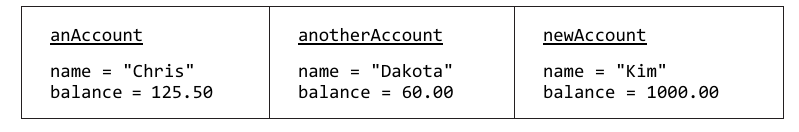 anAccount
name = "Chris"
balance = 125.50
anotherAccount
name = "Dakota"
balance = 60.00
newAccount
name = "Kim"
balance = 1000.00